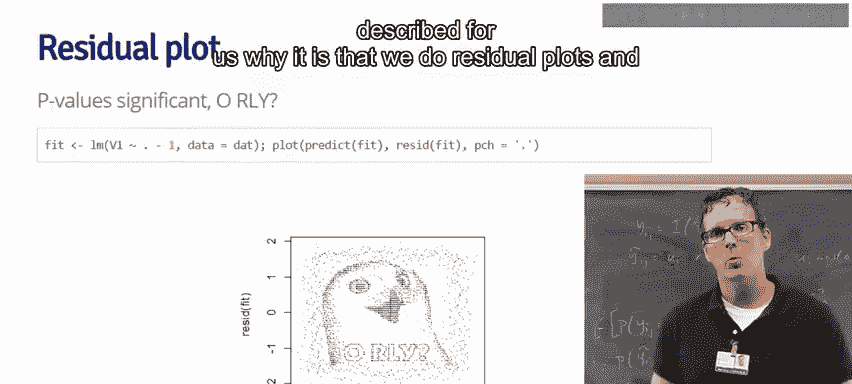 described for
us why it is that we do residual plots and
Residual plot
P-values significant, O RLY?
fit <- lm(V1 ~ . - 1, data = dat); plot(predict(fit), resid(fit), pch = '.')
2
1
0
-1
-2
resid(fit)
O RLY?